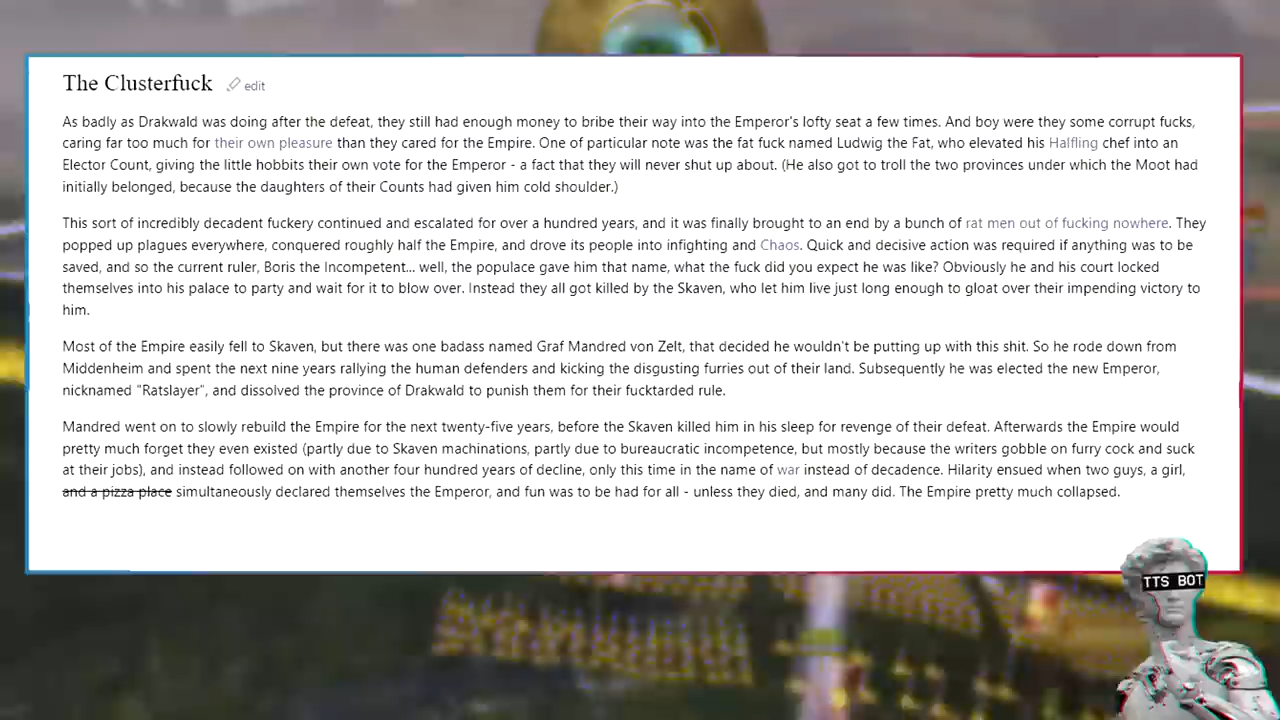 The Clusterfuck edit
As badly as Drakwald was doing after the defeat, they still had enough money to bribe their way into the Emperor's lofty seat a few times. And boy were they some corrupt fucks,
caring far too much for their own pleasure than they cared for the Empire. One of particular note was the fat fuck named Ludwig the Fat, who elevated his Halfling chef into an
Elector Count, giving the little hobbits their own vote for the Emperor - a fact that they will never shut up about. (He also got to troll the two provinces under which the Moot had
initially belonged, because the daughters of their Counts had given him cold shoulder.)
This sort of incredibly decadent fuckery continued and escalated for over a hundred years, and it was finally brought to an end by a bunch of rat men out of fucking nowhere. They
popped up plagues everywhere, conquered roughly half the Empire, and drove its people into infighting and Chaos. Quick and decisive action was required if anything was to be
saved, and so the current ruler, Boris the Incompetent... well, the populace gave him that name, what the fuck did you expect he was like? Obviously he and his court locked
themselves into his palace to party and wait for it to blow over. Instead they all got killed by the Skaven, who let him live just long enough to gloat over their impending victory to
him.
Most of the Empire easily fell to Skaven, but there was one badass named Graf Mandred von Zelt, that decided he wouldn't be putting up with this shit. So he rode down from
Middenheim and spent the next nine years rallying the human defenders and kicking the disgusting furries out of their land. Subsequently he was elected the new Emperor,
nicknamed "Ratslayer", and dissolved the province of Drakwald to punish them for their fucktarded rule.
Mandred went on to slowly rebuild the Empire for the next twenty-five years, before the Skaven killed him in his sleep for revenge of their defeat. Afterwards the Empire would
pretty much forget they even existed (partly due to Skaven machinations, partly due to bureaucratic incompetence, but mostly because the writers gobble on furry cock and suck
at their jobs), and instead followed on with another four hundred years of decline, only this time in the name of war instead of decadence. Hilarity ensued when two guys, a girl,
and a pizza place simultaneously declared themselves the Emperor, and fun was to be had for all - unless they died, and many did. The Empire pretty much collapsed.
TTS BOT